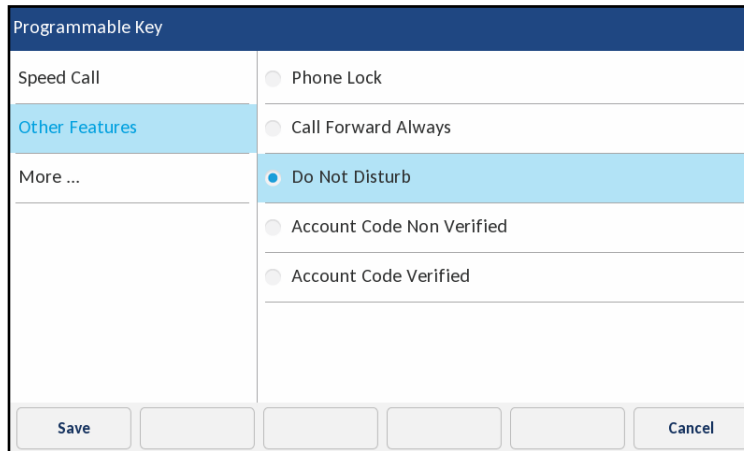 Programmable Key
Speed Call
Other Features
More ...
Phone Lock
Call Forward Always
Do Not Disturb
Account Code Non Verified
Account Code Verified
Save
Cancel